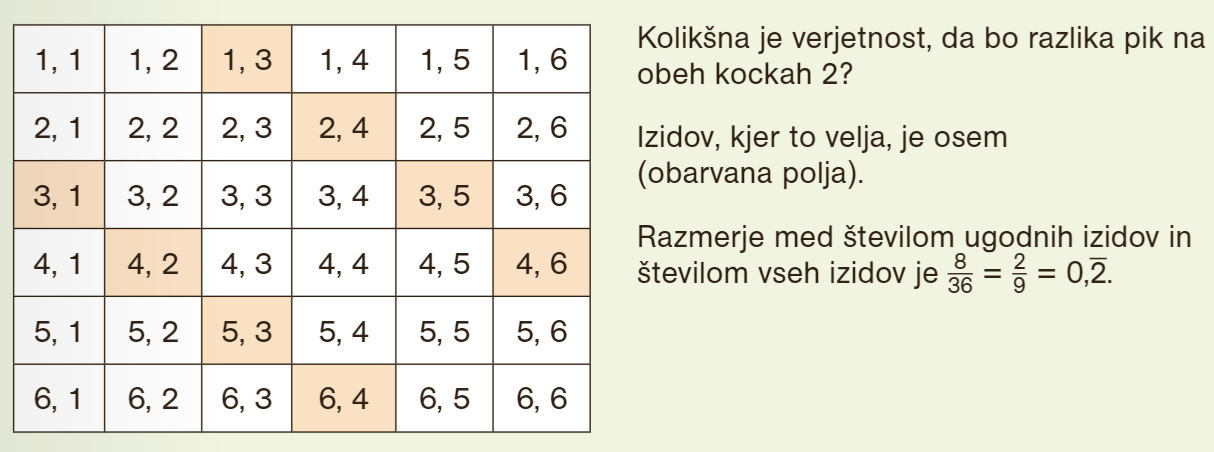 1, 1 1, 2 1, 3 1, 4 1, 5 1, 6
2, 1 2, 2 2, 3 2, 4 2, 5 2, 6
3, 1 3, 2 3, 3 3, 4 3, 5 3, 6
4, 1 4, 2 4, 3 4, 4 4, 5 4, 6
5, 1 5, 2 5, 3 5, 4 5, 5 5, 6
6, 1 6, 2 6, 3 6, 4 6, 5 6, 6
Kolikšna je verjetnost, da bo razlika pik na
obeh kockah 2?
Izidov, kjer to velja, je osem
(obarvana polja).
Razmerje med številom ugodnih izidov in
številom vseh izidov je 8/36 = 2/9 = 0,2̅.